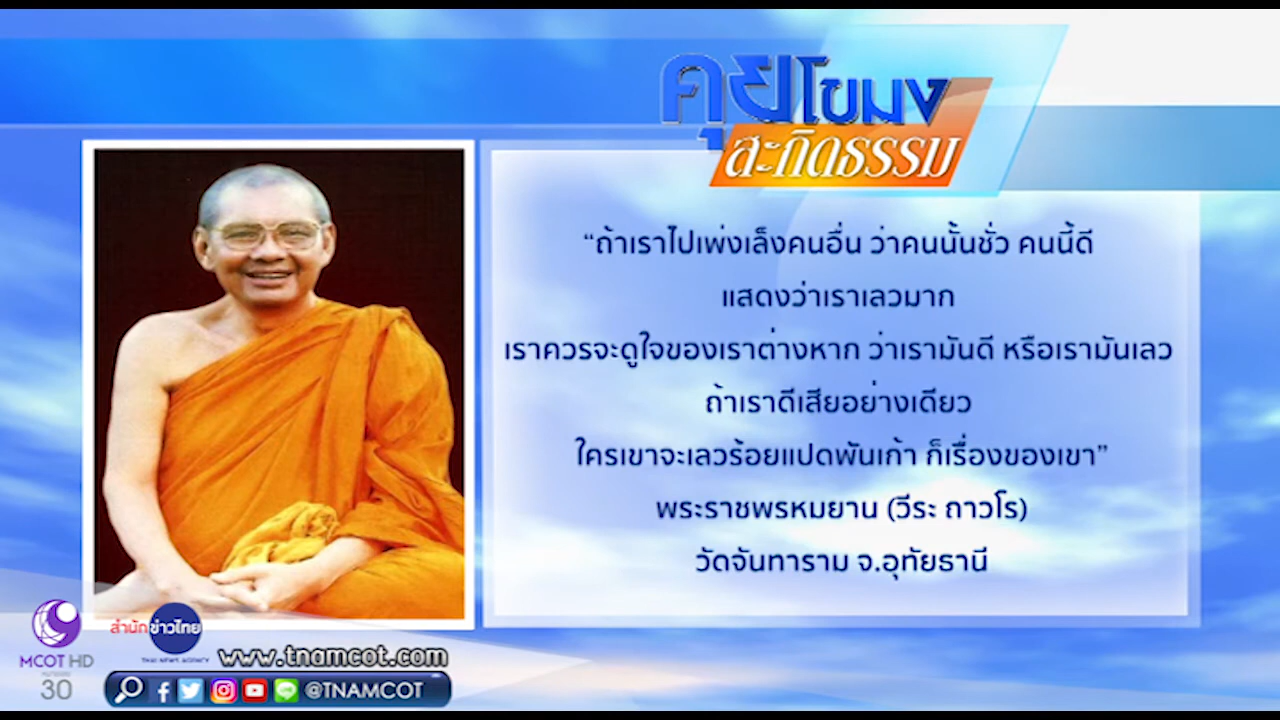 คุยโขมง
สะกิดธรรม
“ถ้าเราไปเพ่งเล็งคนอื่น ว่าคนนั้นชั่ว คนนี้ดี
แสดงว่าเราเลวมาก
เราควรจะดูใจของเราต่างหาก ว่าเรามันดี หรือเรามันเลว
ถ้าเราดีเสียอย่างเดียว
ใครเขาจะเลวร้อยแปดพันเก้า ก็เรื่องของเขา”
พระราชพรหมยาน (วีระ ถาวโร)
วัดจันทาราม จ.อุทัยธานี
MCOT HD
30
สำนักข่าวไทย
THAI NEWS AGENCY
www.tnamcot.com
@TNAMCOT